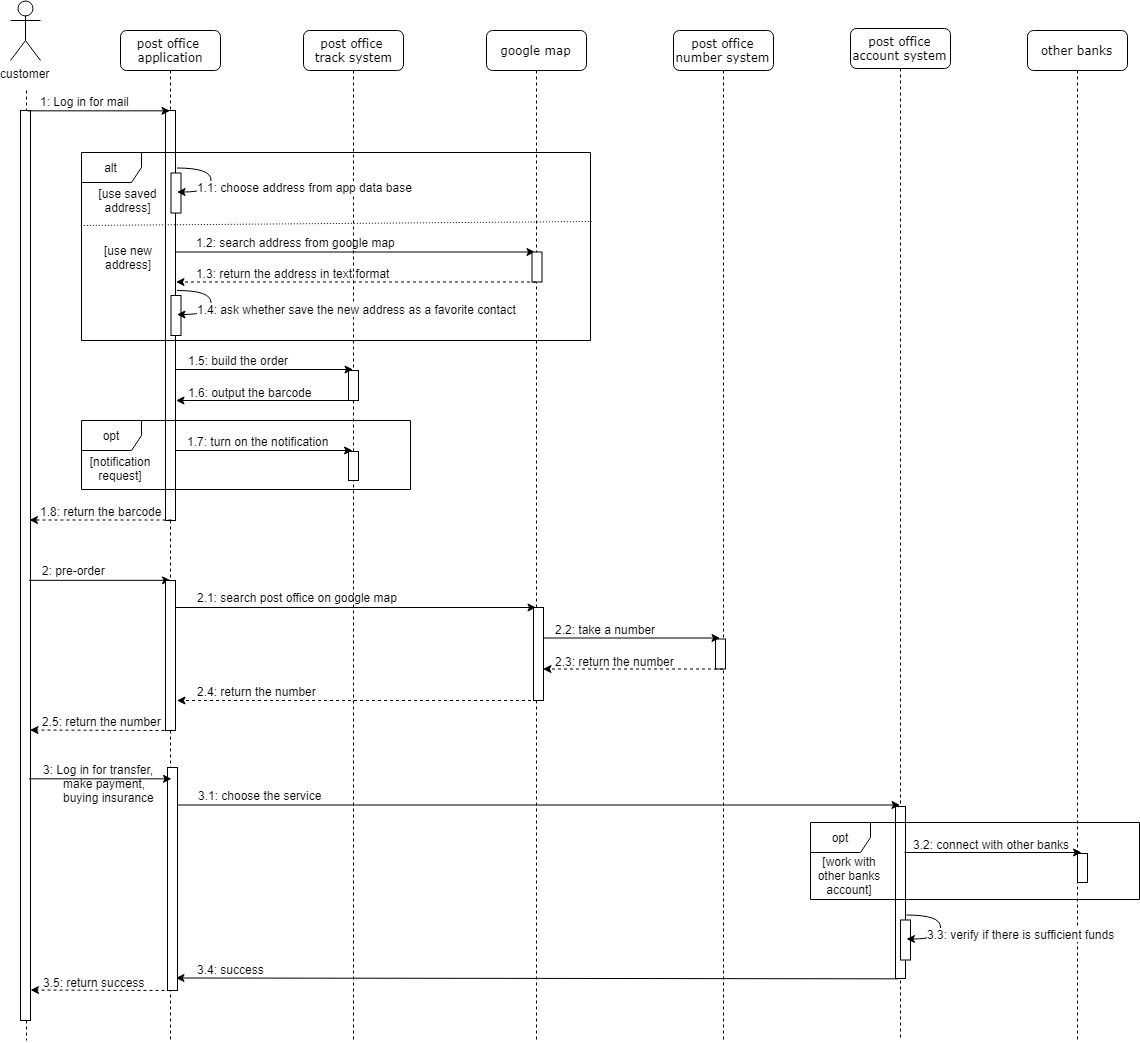 customer
post office
application
post office
track system
google map
post office
number system
post office
account system
other banks
1: Log in for mail
alt
[use saved
address]
1.1: choose address from app data base
[use new
address]
1.2: search address from google map
1.3: return the address in text format
1.4: ask whether save the new address as a favorite contact
1.5: build the order
1.6: output the barcode
opt
[notification
request]
1.7: turn on the notification
1.8: return the barcode
2: pre-order
2.1: search post office on google map
2.2: take a number
2.3: return the number
2.4: return the number
2.5: return the number
3: Log in for transfer,
make payment,
buying insurance
3.1: choose the service
opt
[work with
other banks
account]
3.2: connect with other banks
3.3: verify if there is sufficient funds
3.4: success
3.5: return success